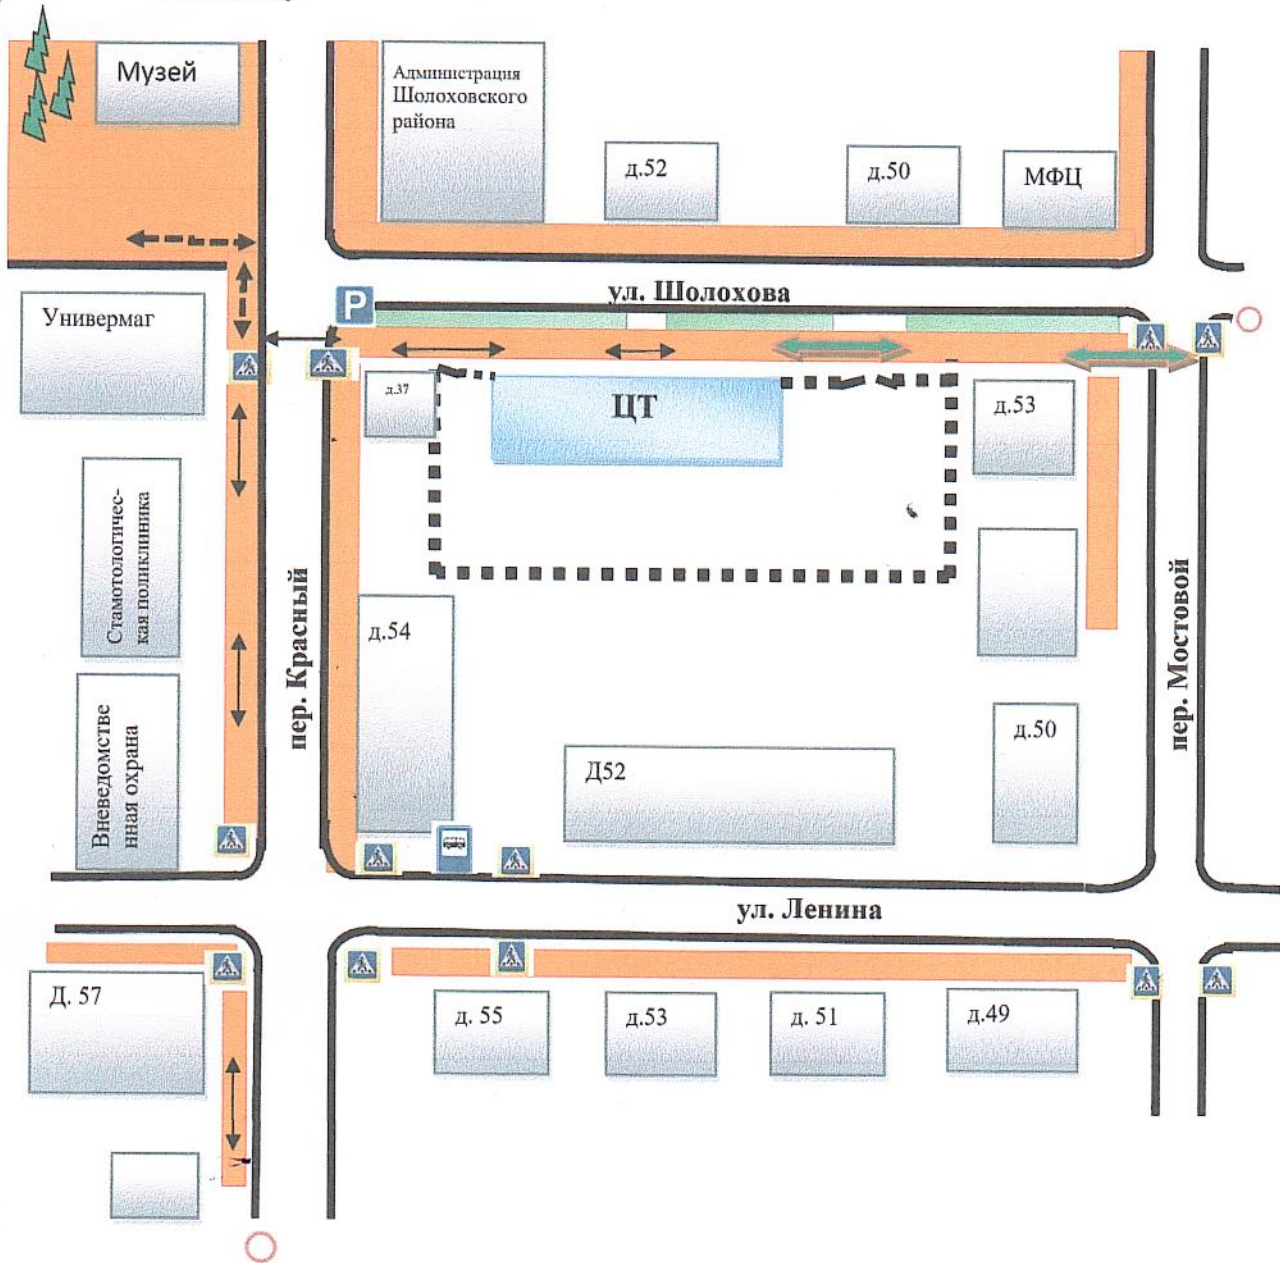 Музей
Администрация
Шолоховского
района
д.52
д.50
МФЦ
ул. Шолохова
P
Универмаг
д.37
ЦТ
д.53
Стамотологичес-
кая поликлиника
пер. Красный
д.54
пер. Мостовой
Вневедомстве
нная охрана
Д52
д.50
ул. Ленина
Д. 57
д. 55
д.53
д. 51
д.49